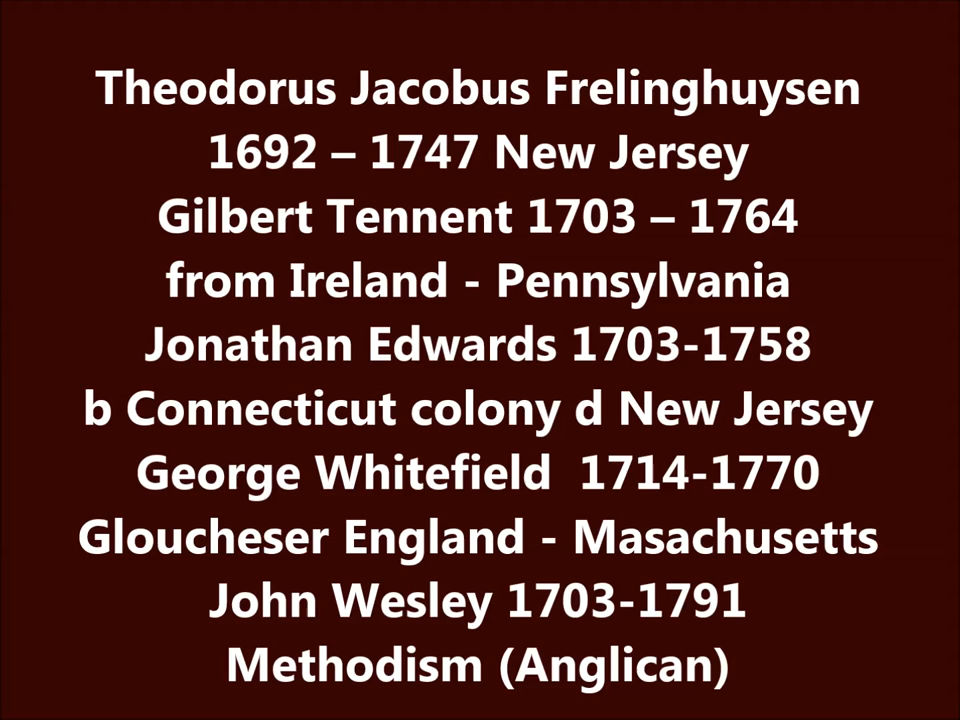 Theodorus Jacobus Frelinghuysen
1692 – 1747 New Jersey
Gilbert Tennent 1703 – 1764
from Ireland - Pennsylvania
Jonathan Edwards 1703-1758
b Connecticut colony d New Jersey
George Whitefield  1714-1770
Gloucheser England - Masachusetts
John Wesley 1703-1791
Methodism (Anglican)